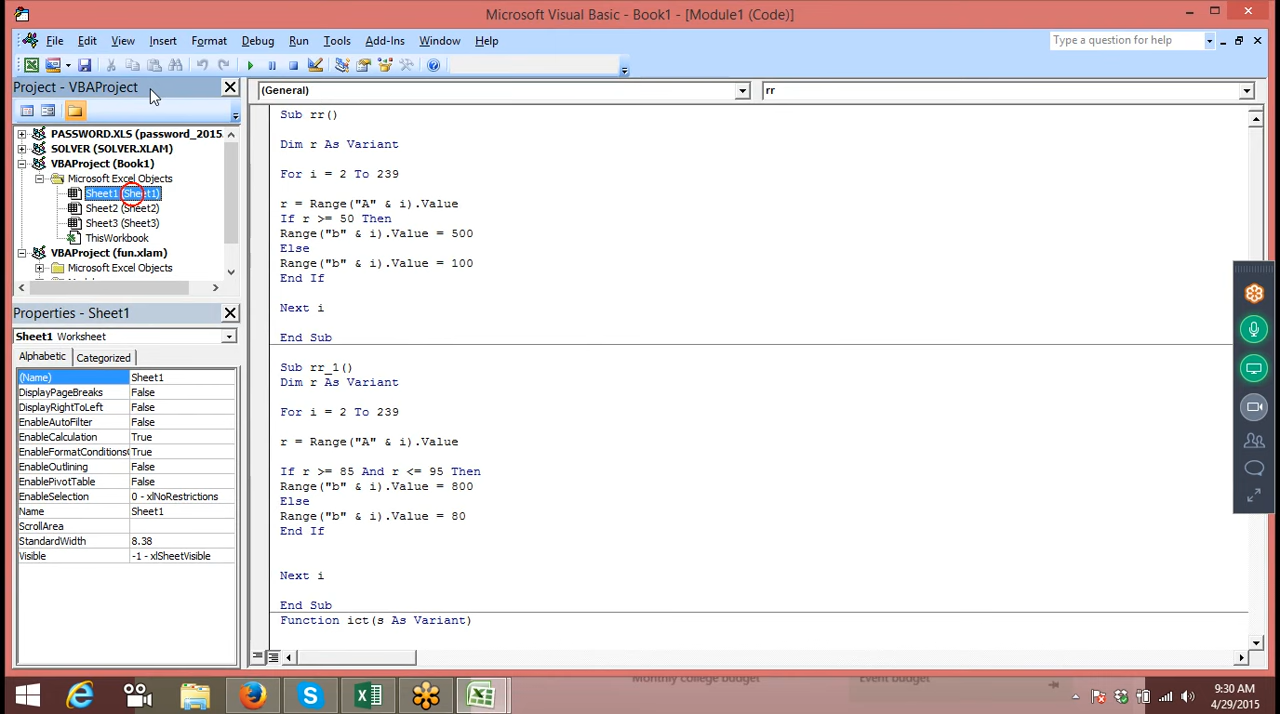 Microsoft Visual Basic - Book1 - [Module1 (Code)]
File Edit View Insert Format Debug Run Tools Add-Ins Window Help
Type a question for help
Project - VBAProject
PASSWORD.XLS (password_2015
SOLVER (SOLVER.XLAM)
VBAProject (Book1)
Microsoft Excel Objects
Sheet1 (Sheet1)
Sheet2 (Sheet2)
Sheet3 (Sheet3)
ThisWorkbook
VBAProject (fun.xlam)
Microsoft Excel Objects
Properties - Sheet1
Sheet1 Worksheet
Alphabetic Categorized
(Name) Sheet1
DisplayPageBreaks False
DisplayRightToLeft False
EnableAutoFilter False
EnableCalculation True
EnableFormatConditions True
EnableOutlining False
EnablePivotTable False
EnableSelection 0 - xlNoRestrictions
Name Sheet1
ScrollArea
StandardWidth 8.38
Visible -1 - xlSheetVisible
(General) rr
Sub rr()
Dim r As Variant
For i = 2 To 239
r = Range("A" & i).Value
If r >= 50 Then
Range("b" & i).Value = 500
Else
Range("b" & i).Value = 100
End If
Next i
End Sub
Sub rr_1()
Dim r As Variant
For i = 2 To 239
r = Range("A" & i).Value
If r >= 85 And r <= 95 Then
Range("b" & i).Value = 800
Else
Range("b" & i).Value = 80
End If
Next i
End Sub
Function ict(s As Variant)
Monthly college budget Event budget
9:30 AM
4/29/2015